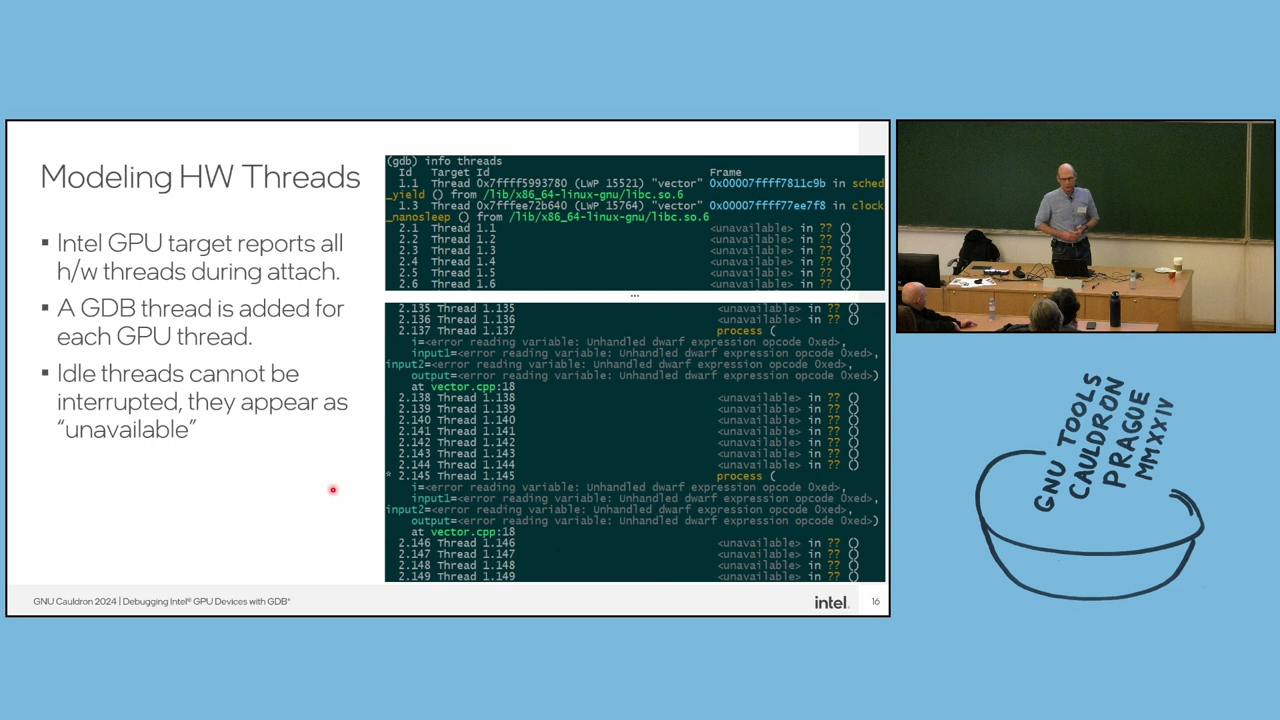 Modeling HW Threads
▪ Intel GPU target reports all
h/w threads during attach.
▪ A GDB thread is added for
each GPU thread.
▪ Idle threads cannot be
interrupted, they appear as
“unavailable”
(gdb) info threads
Id Target Id Frame
1.1 Thread 0x7ffff5993780 (LWP 15521) "vector" 0x00007ffff7811c9b in sched
_yield () from /lib/x86_64-linux-gnu/libc.so.6
1.3 Thread 0x7fffee72b640 (LWP 15764) "vector" 0x00007ffff77ee7f8 in clock
_nanosleep () from /lib/x86_64-linux-gnu/libc.so.6
2.1 Thread 1.1 <unavailable> in ?? ()
2.2 Thread 1.2 <unavailable> in ?? ()
2.3 Thread 1.3 <unavailable> in ?? ()
2.4 Thread 1.4 <unavailable> in ?? ()
2.5 Thread 1.5 <unavailable> in ?? ()
2.6 Thread 1.6 <unavailable> in ?? ()
...
2.135 Thread 1.135 <unavailable> in ?? ()
2.136 Thread 1.136 <unavailable> in ?? ()
2.137 Thread 1.137 process (
i=<error reading variable: Unhandled dwarf expression opcode 0xed>,
input1=<error reading variable: Unhandled dwarf expression opcode 0xed>,
input2=<error reading variable: Unhandled dwarf expression opcode 0xed>,
output=<error reading variable: Unhandled dwarf expression opcode 0xed>)
at vector.cpp:18
2.138 Thread 1.138 <unavailable> in ?? ()
2.139 Thread 1.139 <unavailable> in ?? ()
2.140 Thread 1.140 <unavailable> in ?? ()
2.141 Thread 1.141 <unavailable> in ?? ()
2.142 Thread 1.142 <unavailable> in ?? ()
2.143 Thread 1.143 <unavailable> in ?? ()
2.144 Thread 1.144 <unavailable> in ?? ()
* 2.145 Thread 1.145 process (
i=<error reading variable: Unhandled dwarf expression opcode 0xed>,
input1=<error reading variable: Unhandled dwarf expression opcode 0xed>,
input2=<error reading variable: Unhandled dwarf expression opcode 0xed>,
output=<error reading variable: Unhandled dwarf expression opcode 0xed>)
at vector.cpp:18
2.146 Thread 1.146 <unavailable> in ?? ()
2.147 Thread 1.147 <unavailable> in ?? ()
2.148 Thread 1.148 <unavailable> in ?? ()
2.149 Thread 1.149 <unavailable> in ?? ()
GNU Cauldron 2024 | Debugging Intel® GPU Devices with GDB*
intel.
16
GNU TOOLS
CAULDRON
PRAGUE
MMXXIV